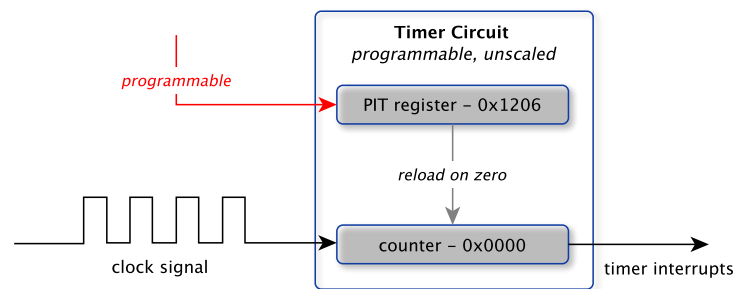 Timer Circuit
programmable, unscaled
programmable
PIT register – 0x1206
reload on zero
counter – 0x0000
clock signal
timer interrupts